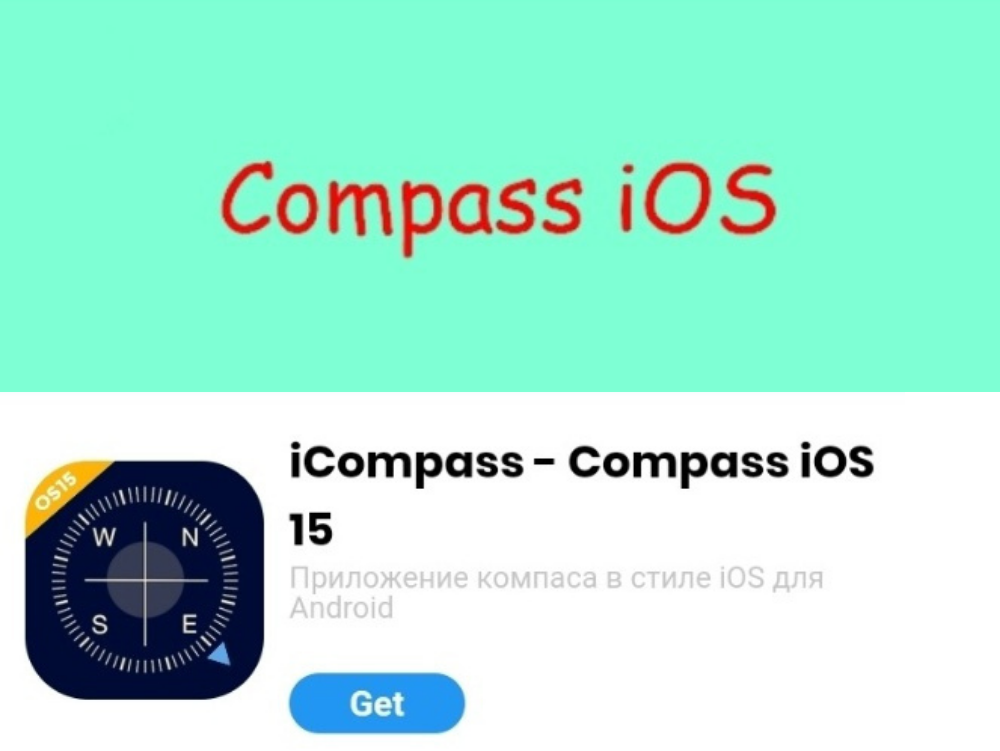 Compass iOS
iCompass - Compass iOS
15
Приложение компаса в стиле iOS для
Android
OS15
W N
S E
Get